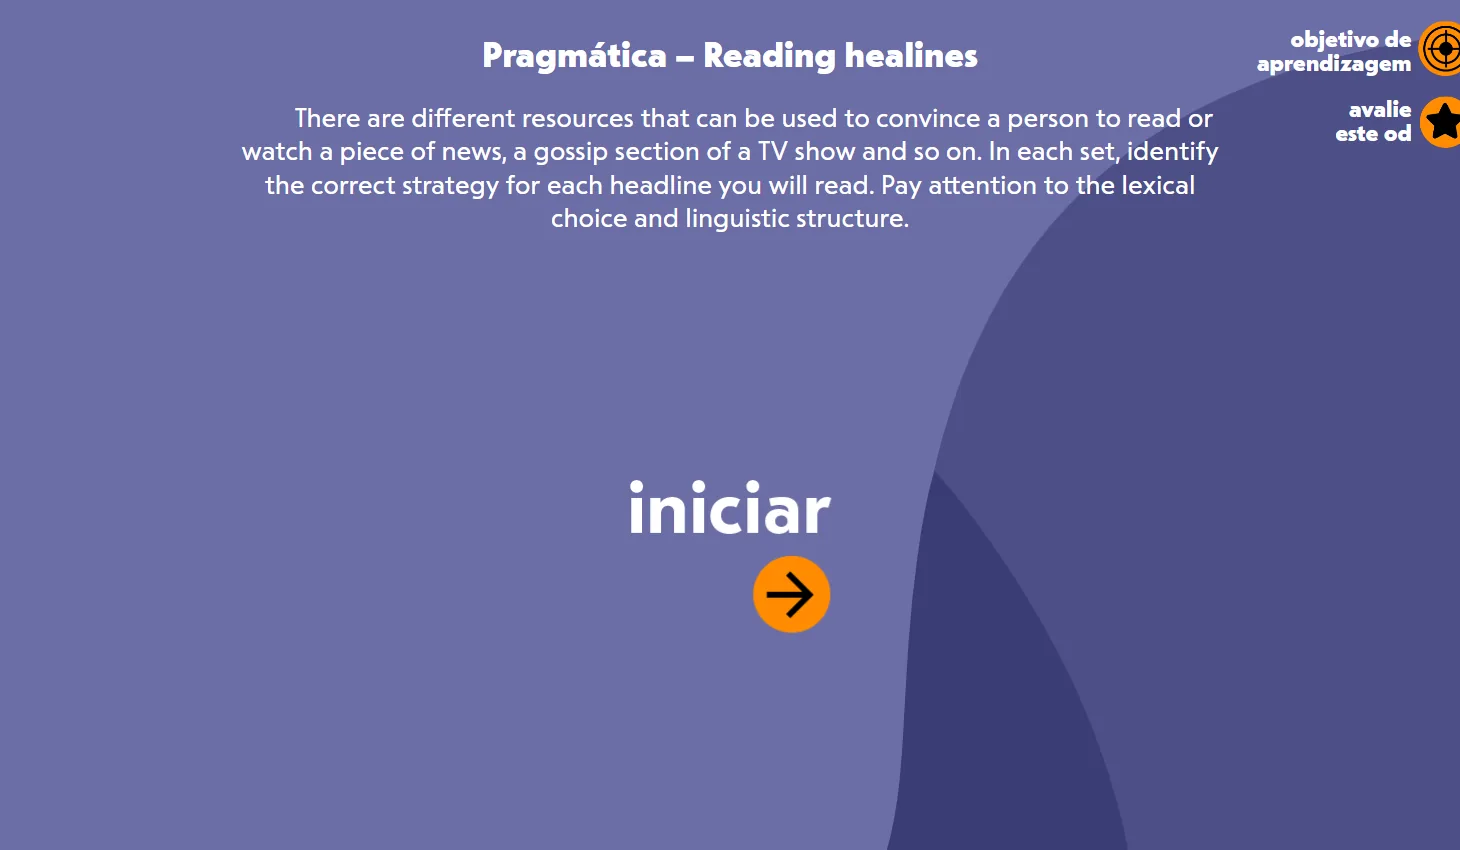 Pragmática – Reading healines
There are different resources that can be used to convince a person to read or
watch a piece of news, a gossip section of a TV show and so on. In each set, identify
the correct strategy for each headline you will read. Pay attention to the lexical
choice and linguistic structure.
objetivo de
aprendizagem
avalie
este od
iniciar